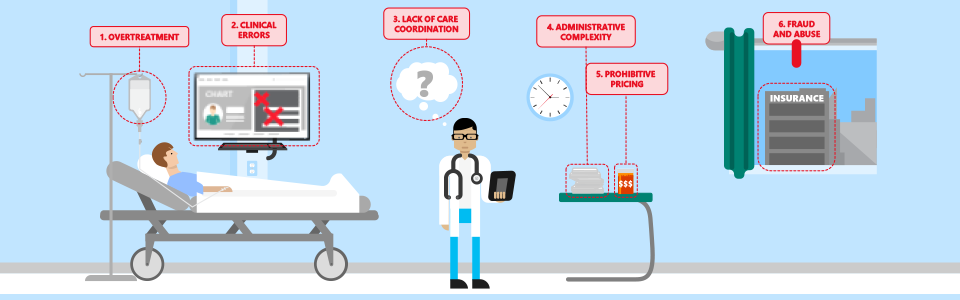 1. OVERTREATMENT
2. CLINICAL
ERRORS
3. LACK OF CARE
COORDINATION
4. ADMINISTRATIVE
COMPLEXITY
5. PROHIBITIVE
PRICING
6. FRAUD
AND ABUSE
CHART
?
$$$
INSURANCE